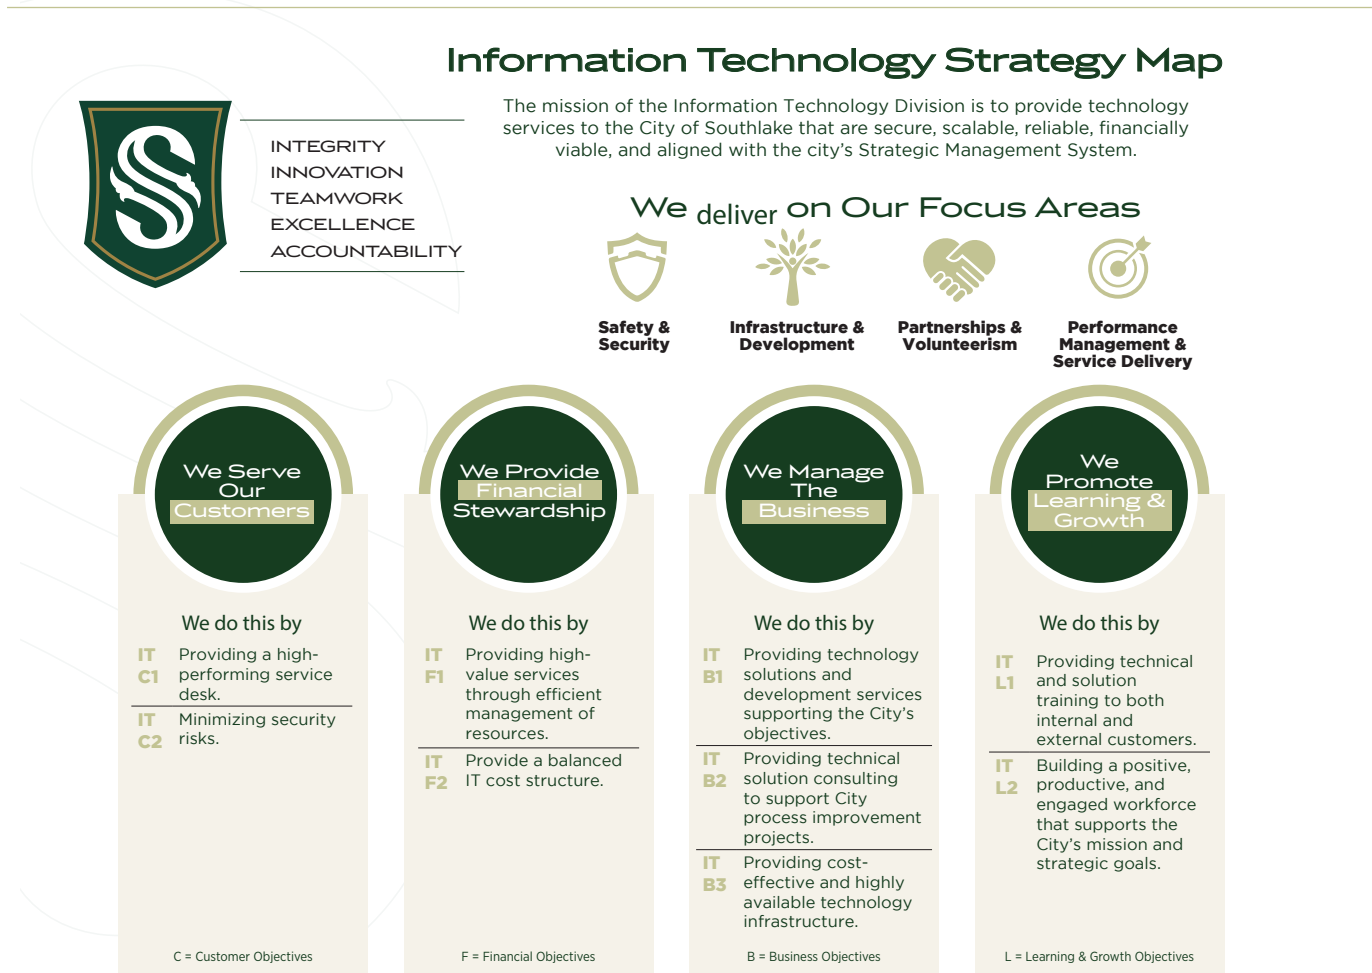 Information Technology Strategy Map
The mission of the Information Technology Division is to provide technology
services to the City of Southlake that are secure, scalable, reliable, financially
viable, and aligned with the city's Strategic Management System.
INTEGRITY
INNOVATION
TEAMWORK
EXCELLENCE
ACCOUNTABILITY
We deliver on Our Focus Areas
Safety &
Security
Infrastructure &
Development
Partnerships &
Volunteerism
Performance
Management &
Service Delivery
We Serve
Our
Customers
We do this by
IT C1 Providing a high-
performing service
desk.
IT C2 Minimizing security
risks.
C = Customer Objectives
We Provide
Financial
Stewardship
We do this by
IT F1 Providing high-
value services
through efficient
management of
resources.
IT F2 Provide a balanced
IT cost structure.
F = Financial Objectives
We Manage
The
Business
We do this by
IT B1 Providing technology
solutions and
development services
supporting the City's
objectives.
IT B2 Providing technical
solution consulting
to support City
process improvement
projects.
IT B3 Providing cost-
effective and highly
available technology
infrastructure.
B = Business Objectives
We
Promote
Learning &
Growth
We do this by
IT L1 Providing technical
and solution
training to both
internal and
external customers.
IT L2 Building a positive,
productive, and
engaged workforce
that supports the
City's mission and
strategic goals.
L = Learning & Growth Objectives